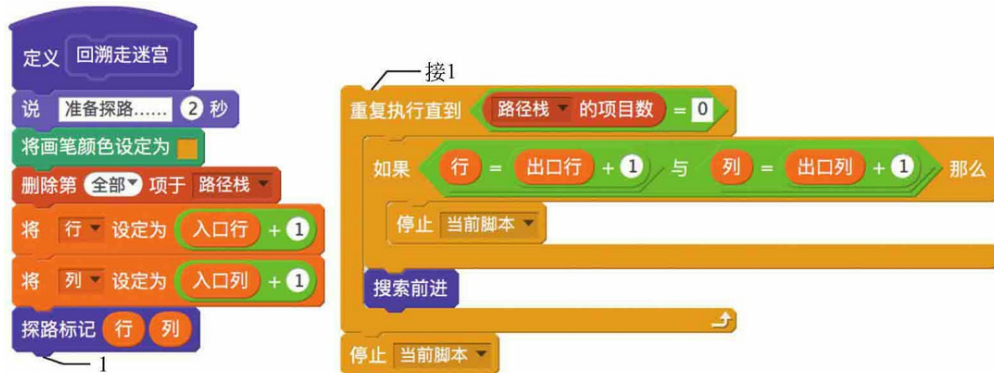 定义 回溯走迷宫
说 准备探路...... 2 秒
将画笔颜色设定为
删除第 全部 项于 路径栈
将 行 设定为 入口行 + 1
将 列 设定为 入口列 + 1
探路标记 行 列
1
接1
重复执行直到 路径栈 的项目数 = 0
如果 行 = 出口行 + 1 与 列 = 出口列 + 1 那么
停止 当前脚本
搜索前进
停止 当前脚本